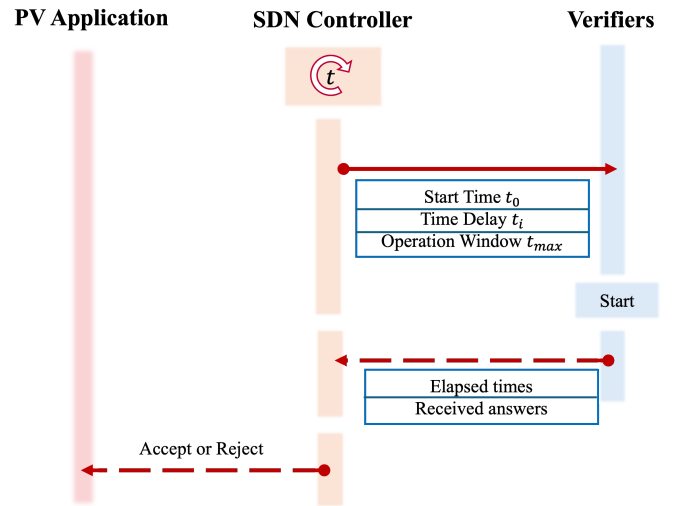 PV Application SDN Controller Verifiers
t
Start Time t₀
Time Delay tᵢ
Operation Window tₘₐₓ
Start
Elapsed times
Received answers
Accept or Reject